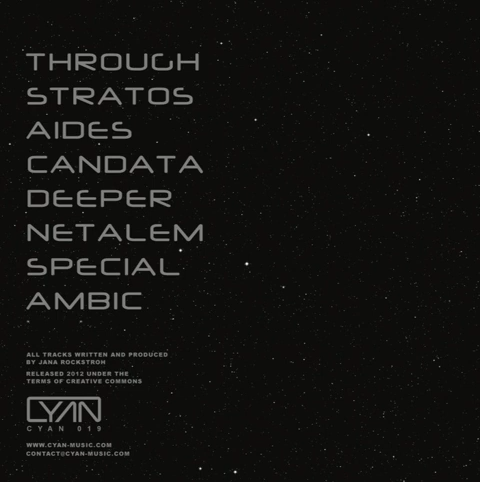 THROUGH
STRATOS
AIDES
CANDATA
DEEPER
NETALEM
SPECIAL
AMBIC
ALL TRACKS WRITTEN AND PRODUCED
BY JANA ROCKSTROH
RELEASED 2012 UNDER THE
TERMS OF CREATIVE COMMONS
CYAN
CYAN 019
WWW.CYAN-MUSIC.COM
CONTACT@CYAN-MUSIC.COM